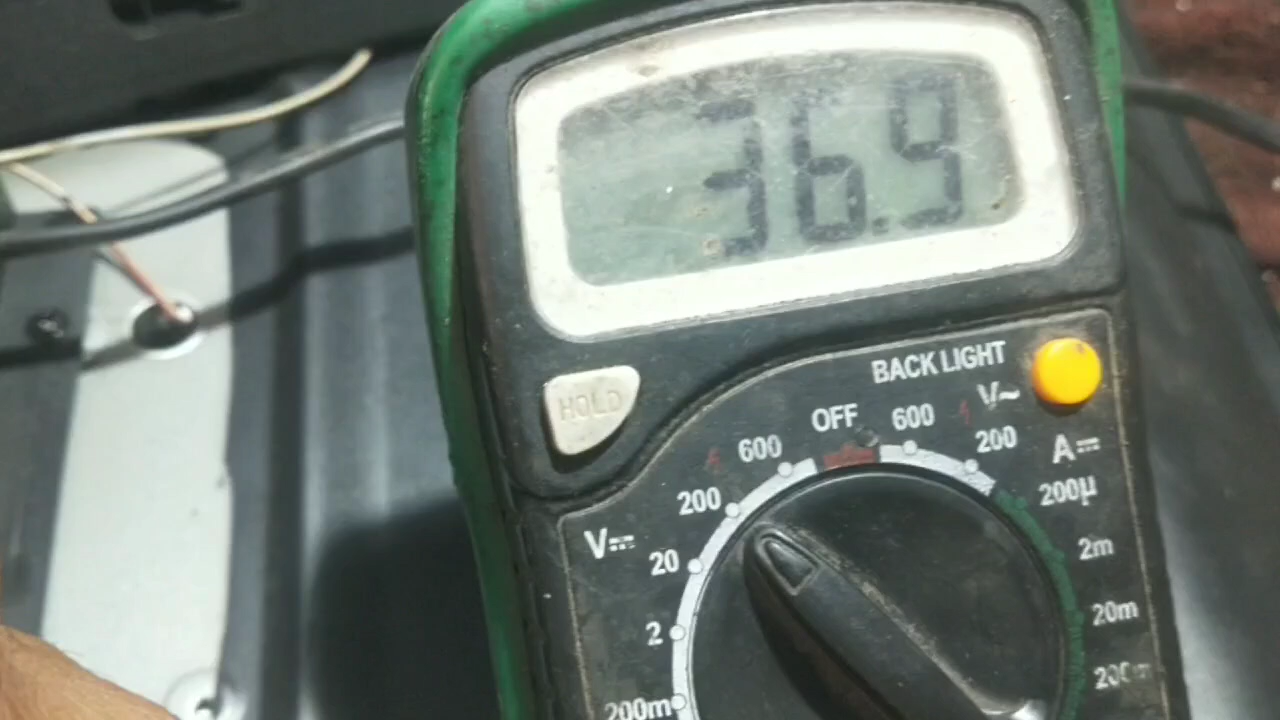 36.9
HOLD
BACK LIGHT
OFF
600
V~
600
200
A⎓
200
200µ
V⎓
20
2m
2
20m
200m